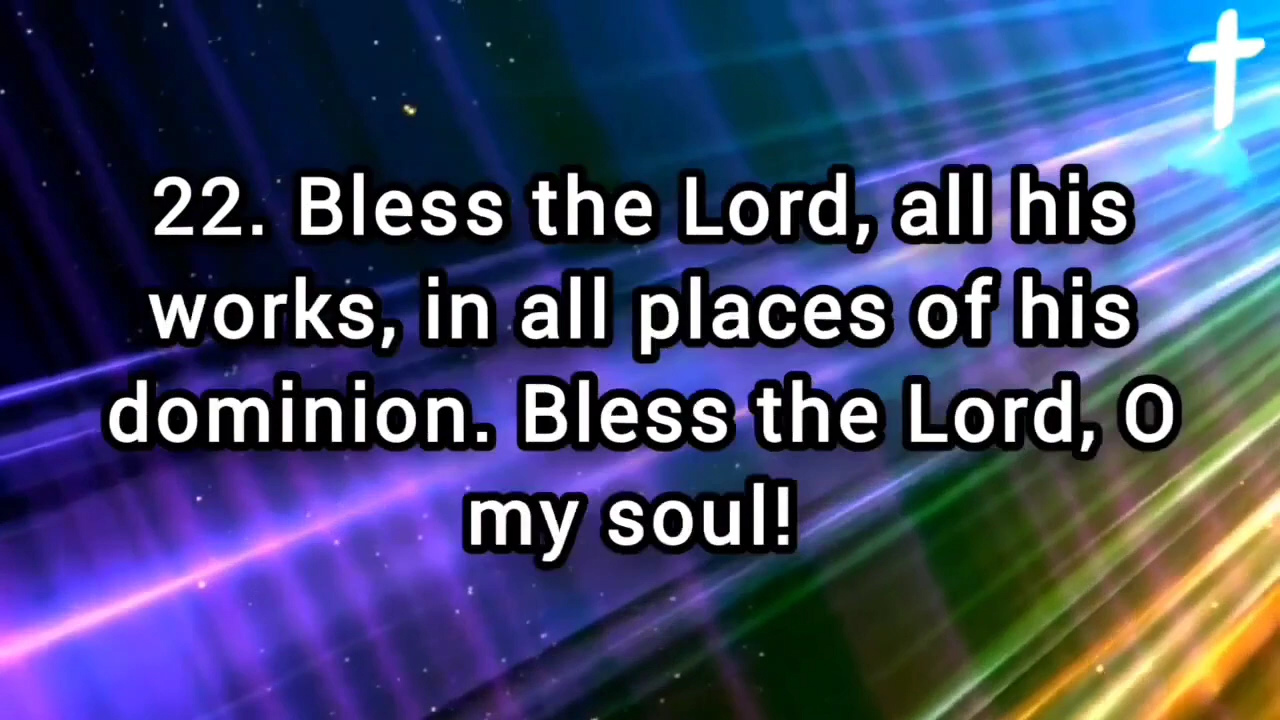 22. Bless the Lord, all his
works, in all places of his
dominion. Bless the Lord, O
my soul!